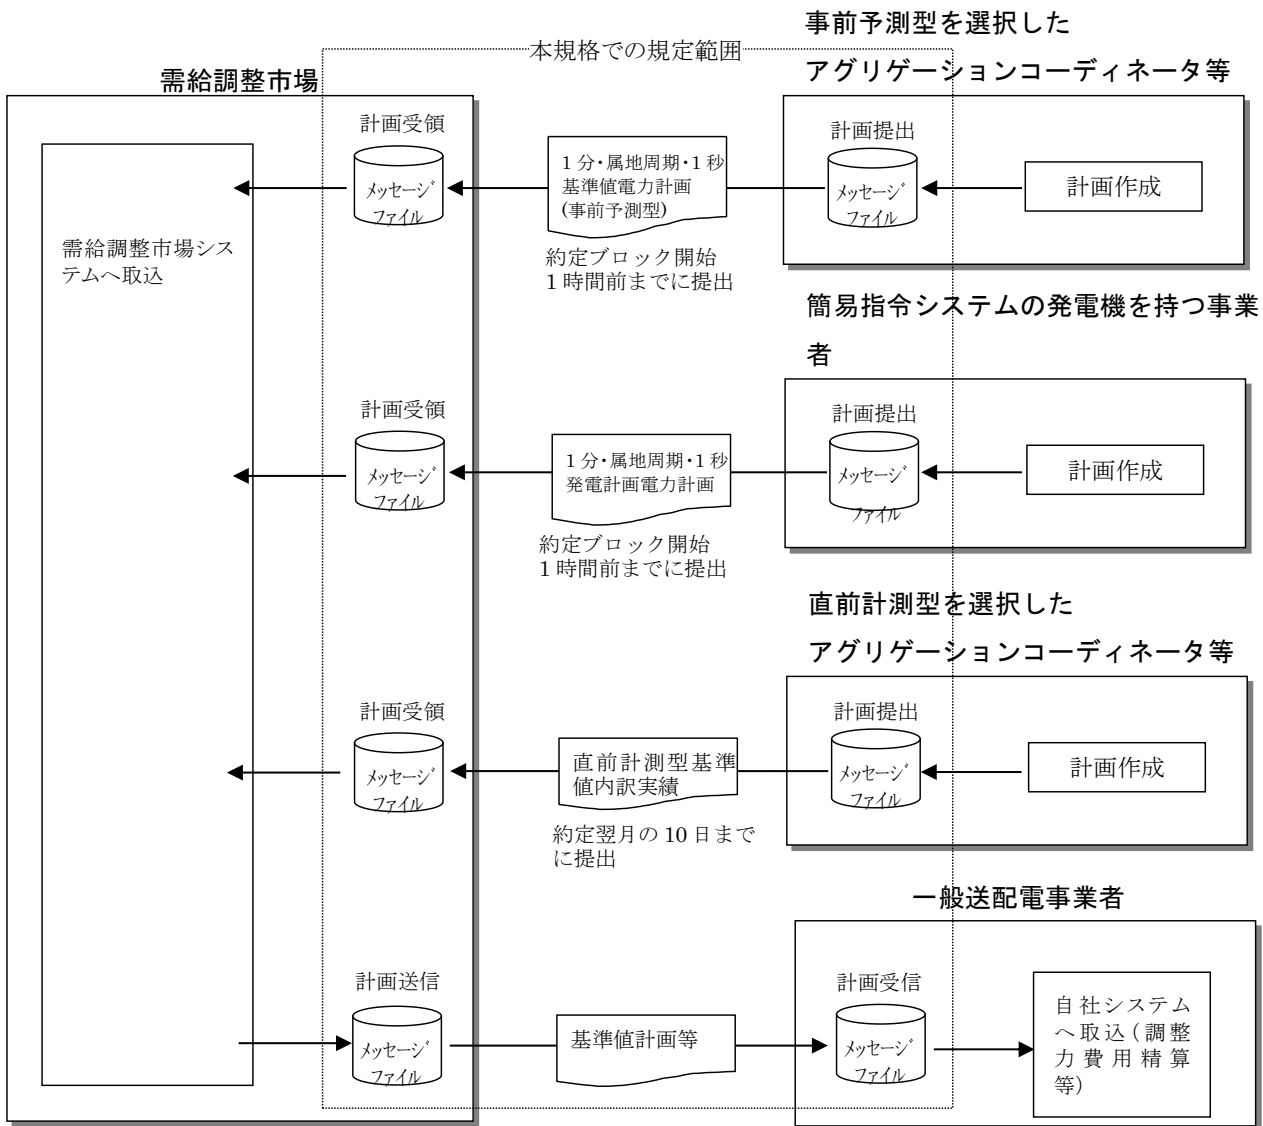 事前予測型を選択した
アグリゲーションコーディネータ等
本規格での規定範囲
需給調整市場
計画受領
メッセージ
ファイル
1分・属地周期・1秒
基準値電力計画
(事前予測型)
約定ブロック開始
1時間前までに提出
計画提出
メッセージ
ファイル
計画作成
需給調整市場シス
テムへ取込
簡易指令システムの発電機を持つ事業
者
計画受領
メッセージ
ファイル
1分・属地周期・1秒
発電計画電力計画
約定ブロック開始
1時間前までに提出
計画提出
メッセージ
ファイル
計画作成
直前計測型を選択した
アグリゲーションコーディネータ等
計画受領
メッセージ
ファイル
直前計測型基準
値内訳実績
約定翌月の10日まで
に提出
計画提出
メッセージ
ファイル
計画作成
一般送配電事業者
計画送信
メッセージ
ファイル
基準値計画等
計画受信
メッセージ
ファイル
自社システム
へ取込(調整
力費用精算
等)